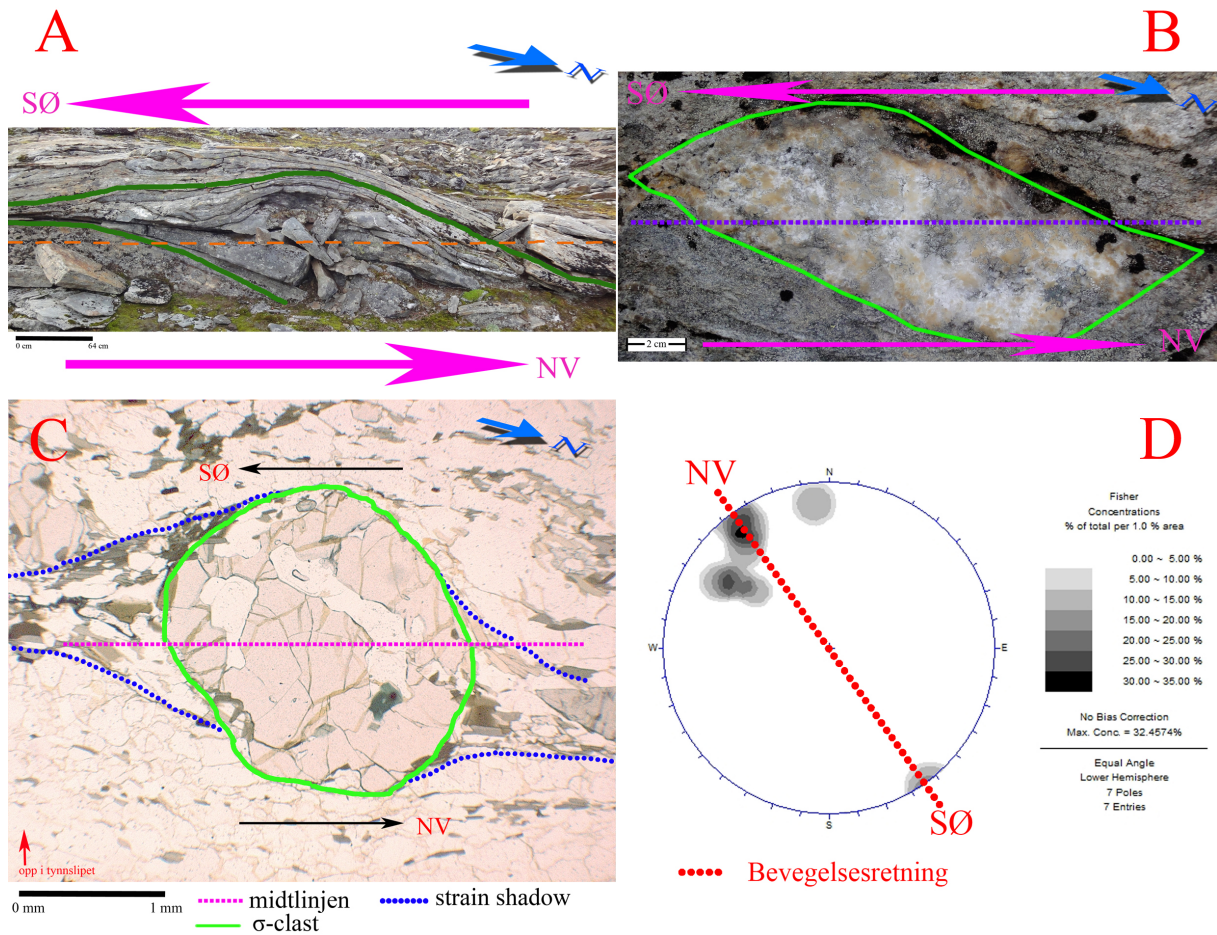 A
N
SØ
0 cm 64 cm
NV
B
SØ
N
2 cm
NV
C
N
SØ
NV
opp i tynnslipet
0 mm 1 mm
midtlinjen
strain shadow
σ-clast
D
NV
N
W
E
S
SØ
Bevegelsesretning
Fisher
Concentrations
% of total per 1.0 % area
0.00 ~ 5.00 %
5.00 ~ 10.00 %
10.00 ~ 15.00 %
15.00 ~ 20.00 %
20.00 ~ 25.00 %
25.00 ~ 30.00 %
30.00 ~ 35.00 %
No Bias Correction
Max. Conc. = 32.4574%
Equal Angle
Lower Hemisphere
7 Poles
7 Entries